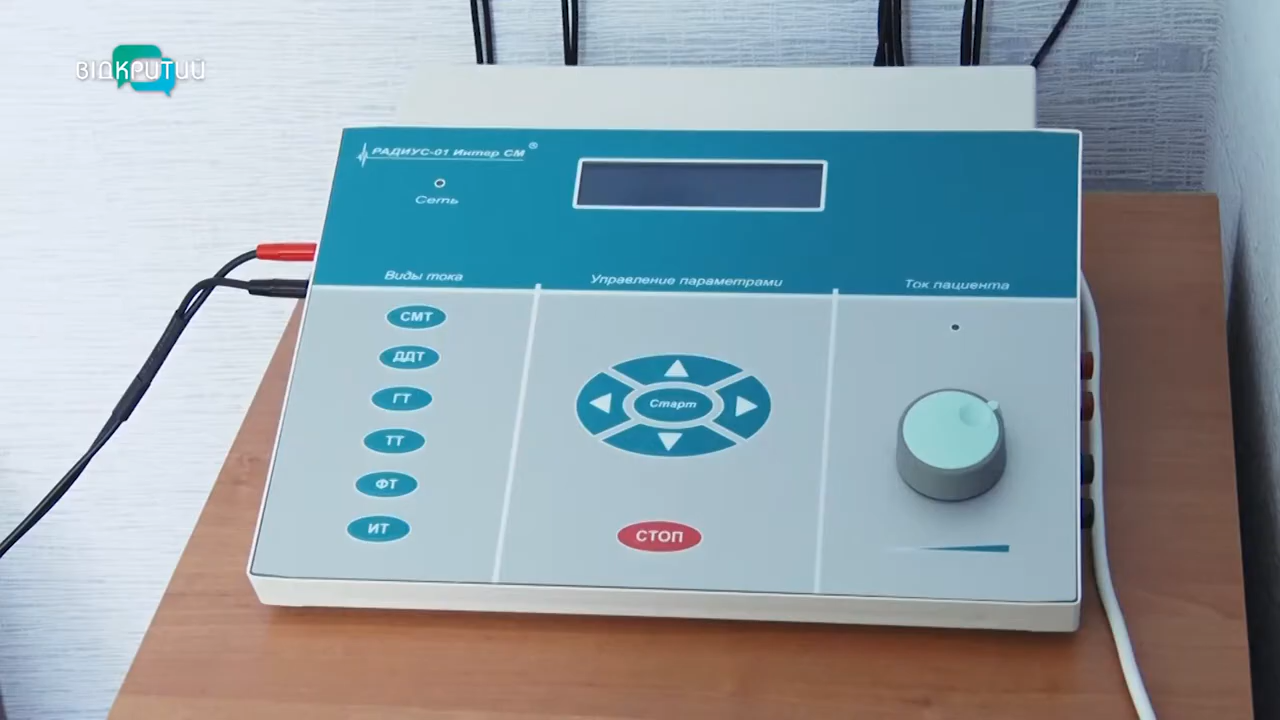 ВІДКРИТИЙ
РАДИУС-01 Интер СМ ®
Сеть
Виды тока
Управление параметрами
Ток пациента
СМТ
ДДТ
ГТ
ТТ
ФТ
ИТ
Старт
СТОП